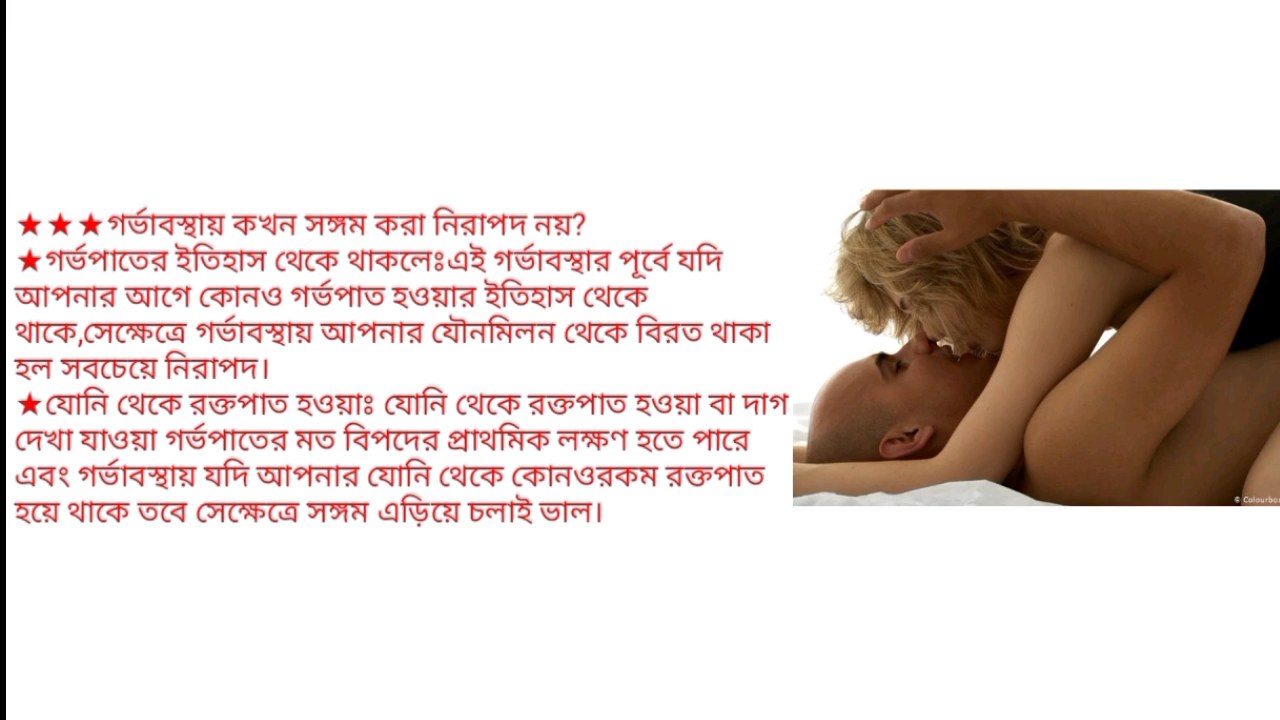 ★★★গর্ভাবস্থায় কখন সঙ্গম করা নিরাপদ নয়?
★গর্ভপাতের ইতিহাস থেকে থাকলেঃএই গর্ভাবস্থার পূর্বে যদি
আপনার আগে কোনও গর্ভপাত হওয়ার ইতিহাস থেকে
থাকে,সেক্ষেত্রে গর্ভাবস্থায় আপনার যৌনমিলন থেকে বিরত থাকা
হল সবচেয়ে নিরাপদ।
★যোনি থেকে রক্তপাত হওয়াঃ যোনি থেকে রক্তপাত হওয়া বা দাগ
দেখা যাওয়া গর্ভপাতের মত বিপদের প্রাথমিক লক্ষণ হতে পারে
এবং গর্ভাবস্থায় যদি আপনার যোনি থেকে কোনওরকম রক্তপাত
হয়ে থাকে তবে সেক্ষেত্রে সঙ্গম এড়িয়ে চলাই ভাল।
© Colourbo